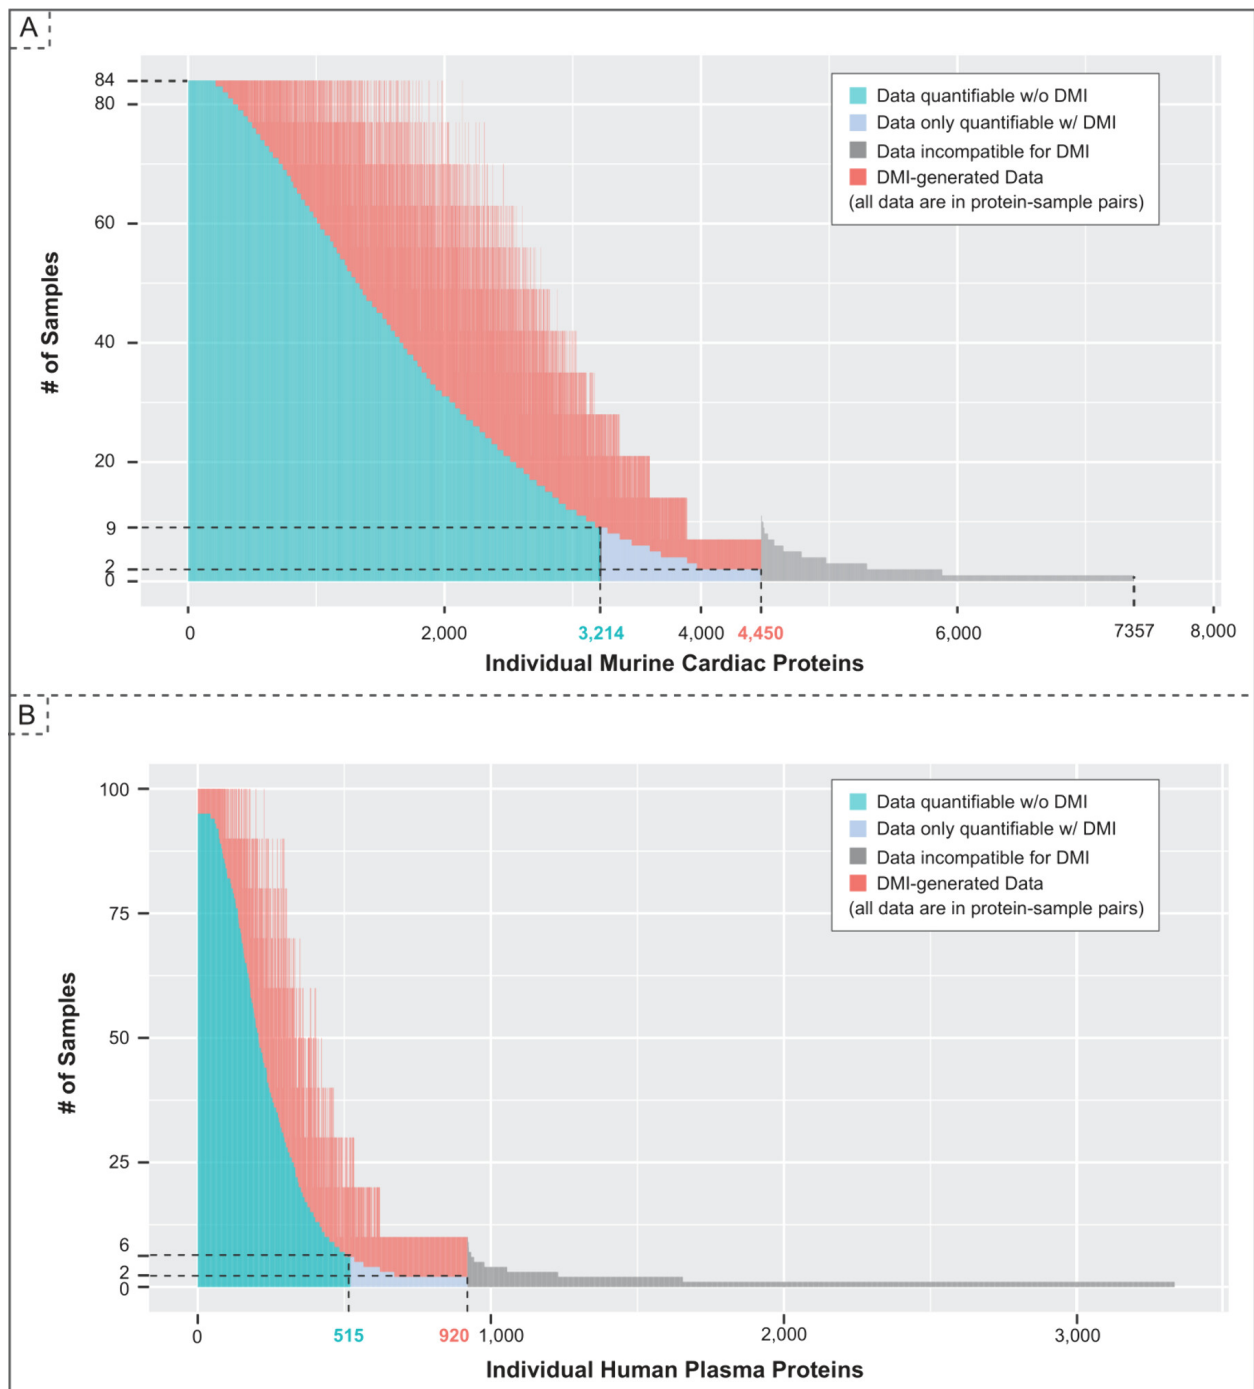 A
84
80
60
40
20
9
2
0
# of Samples
Data quantifiable w/o DMI
Data only quantifiable w/ DMI
Data incompatible for DMI
DMI-generated Data
(all data are in protein-sample pairs)
0 2,000 3,214 4,000 4,450 6,000 7357 8,000
Individual Murine Cardiac Proteins
B
100
75
50
25
6
2
0
# of Samples
Data quantifiable w/o DMI
Data only quantifiable w/ DMI
Data incompatible for DMI
DMI-generated Data
(all data are in protein-sample pairs)
0 515 920 1,000 2,000 3,000
Individual Human Plasma Proteins